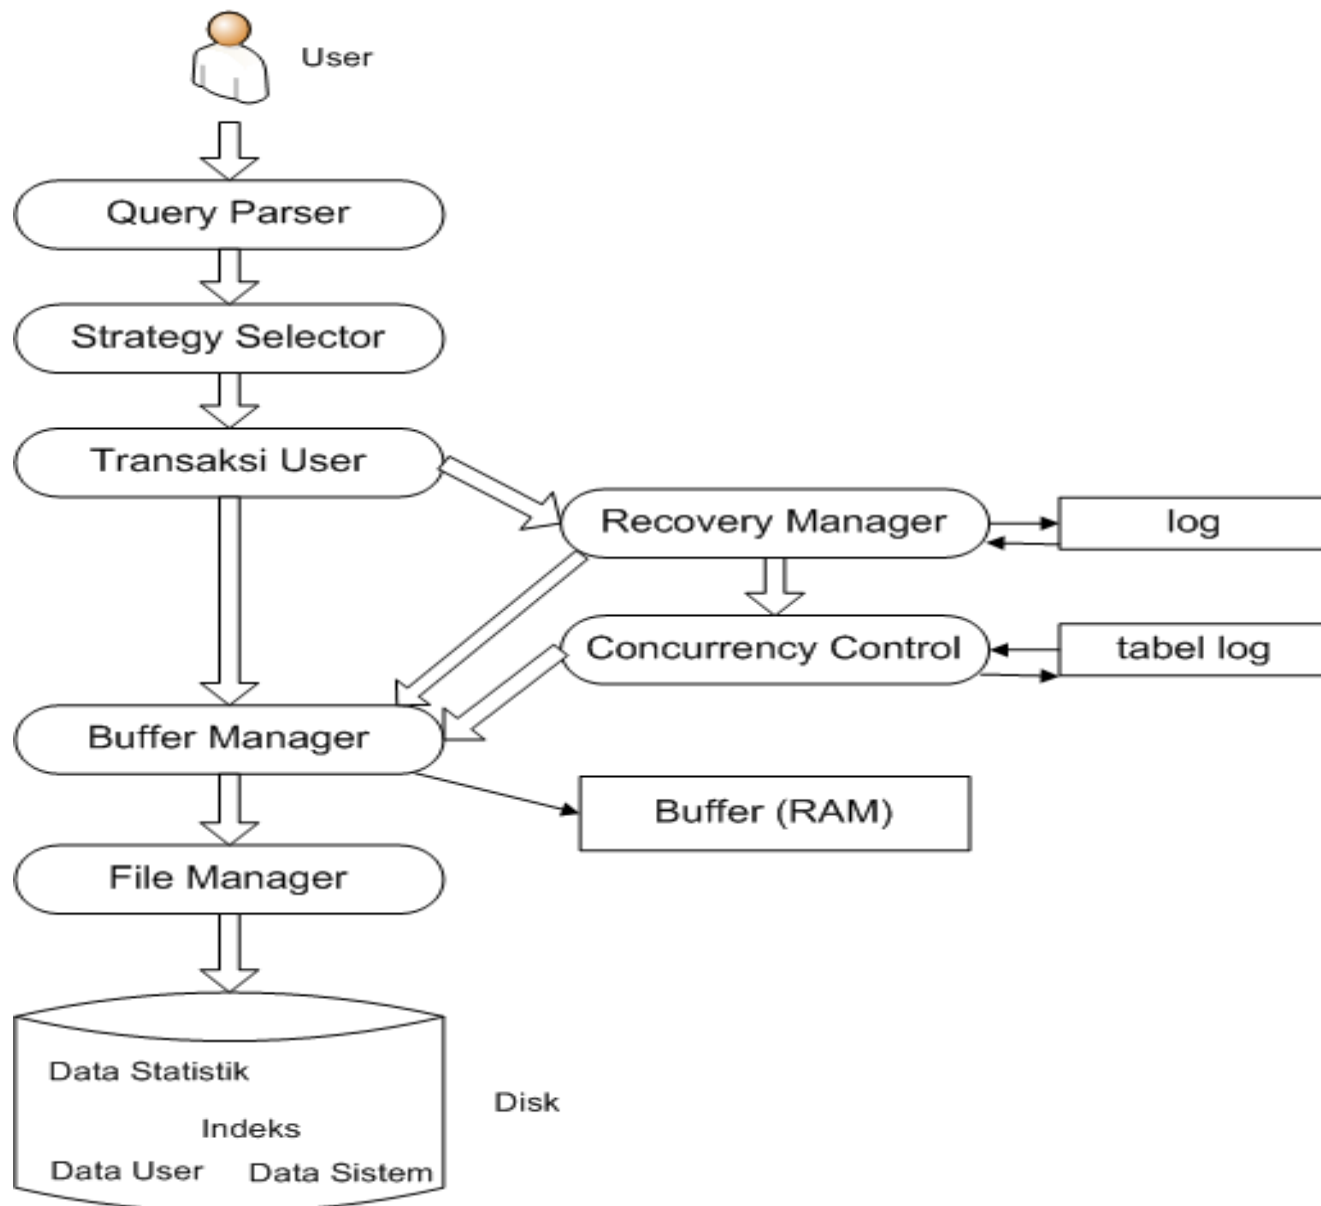 User
Query Parser
Strategy Selector
Transaksi User
Recovery Manager
log
Concurrency Control
tabel log
Buffer Manager
Buffer (RAM)
File Manager
Data Statistik
Disk
Indeks
Data User
Data Sistem